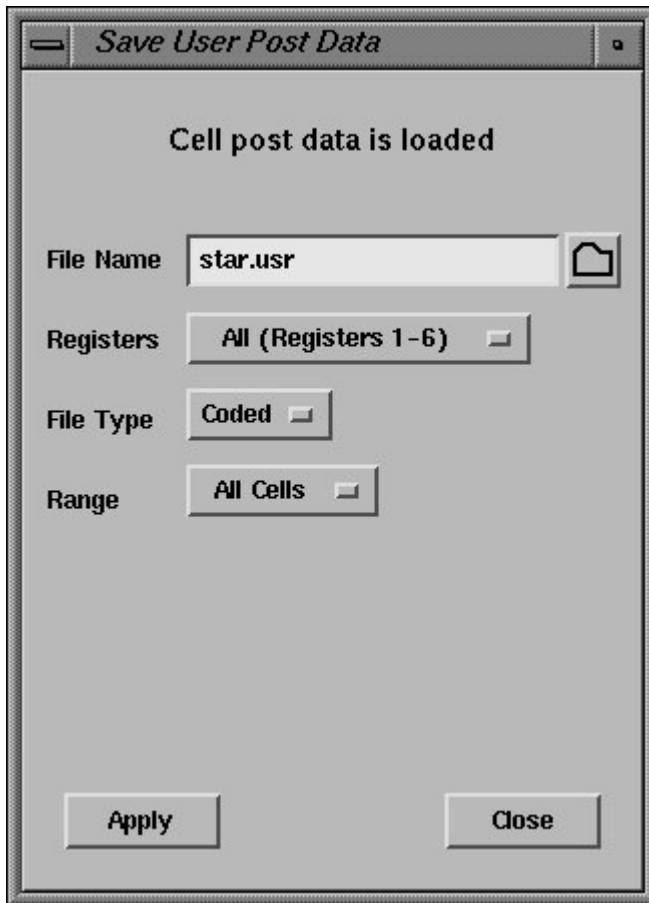 Save User Post Data
Cell post data is loaded
File Name star.usr
Registers All (Registers 1-6)
File Type Coded
Range All Cells
Apply Close